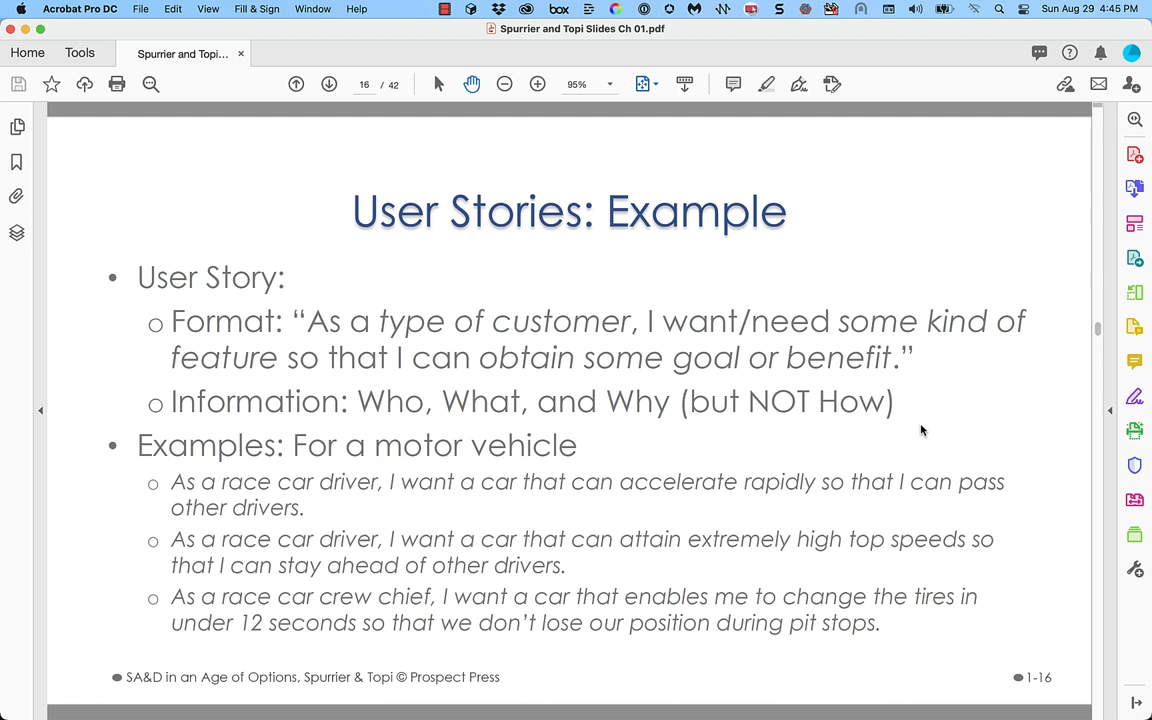 Acrobat Pro DC File Edit View Fill & Sign Window Help box Sun Aug 29 4:45 PM
Spurrier and Topi Slides Ch 01.pdf
Home Tools Spurrier and Topi... ×
16 / 42 95%
User Stories: Example
• User Story:
o Format: “As a type of customer, I want/need some kind of
feature so that I can obtain some goal or benefit.”
o Information: Who, What, and Why (but NOT How)
• Examples: For a motor vehicle
o As a race car driver, I want a car that can accelerate rapidly so that I can pass
other drivers.
o As a race car driver, I want a car that can attain extremely high top speeds so
that I can stay ahead of other drivers.
o As a race car crew chief, I want a car that enables me to change the tires in
under 12 seconds so that we don’t lose our position during pit stops.
SA&D in an Age of Options, Spurrier & Topi © Prospect Press 1-16